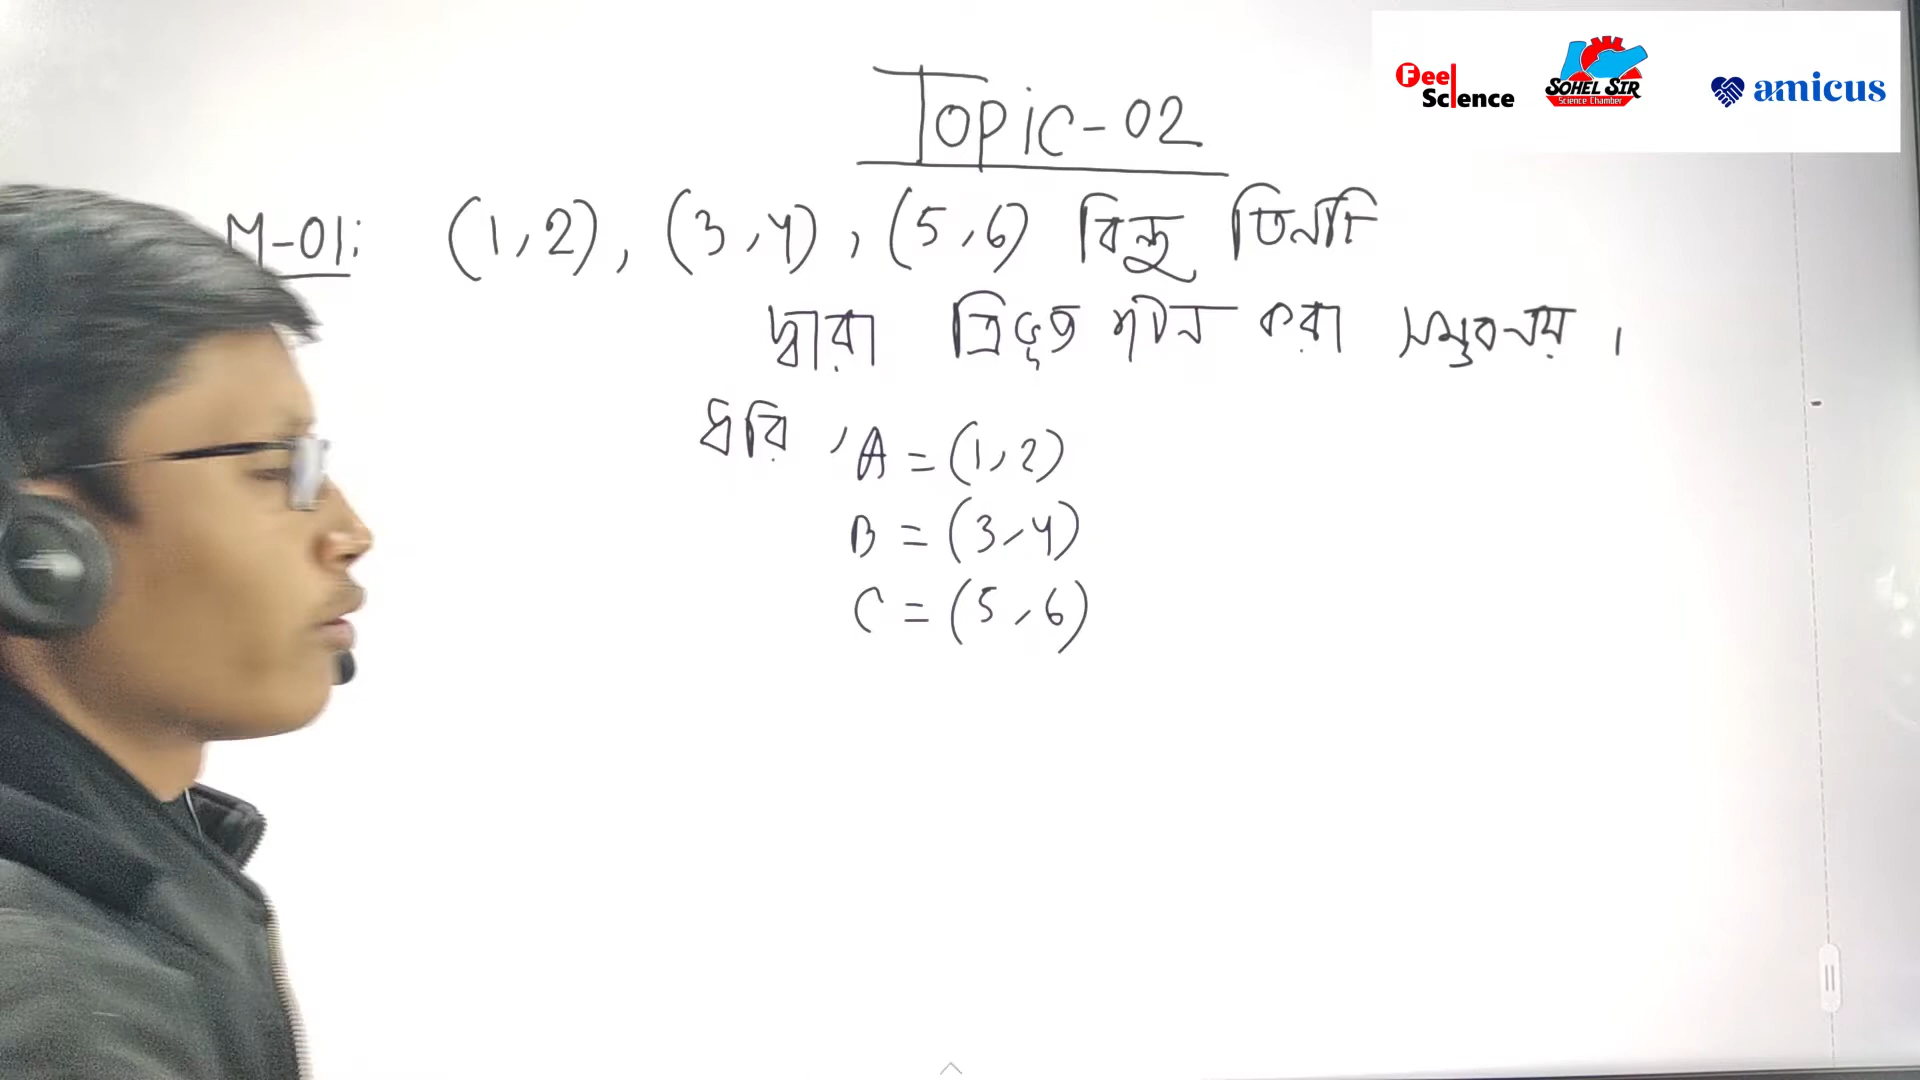 Feel Science
SOHEL SIR
Science Chamber
amicus
Topic-02
M-01: (1,2), (3,4), (5,6) বিন্দু তিনটি
দ্বারা ত্রিভুজ গঠন করা সম্ভব নয়।
ধরি, A = (1,2)
B = (3,4)
C = (5,6)